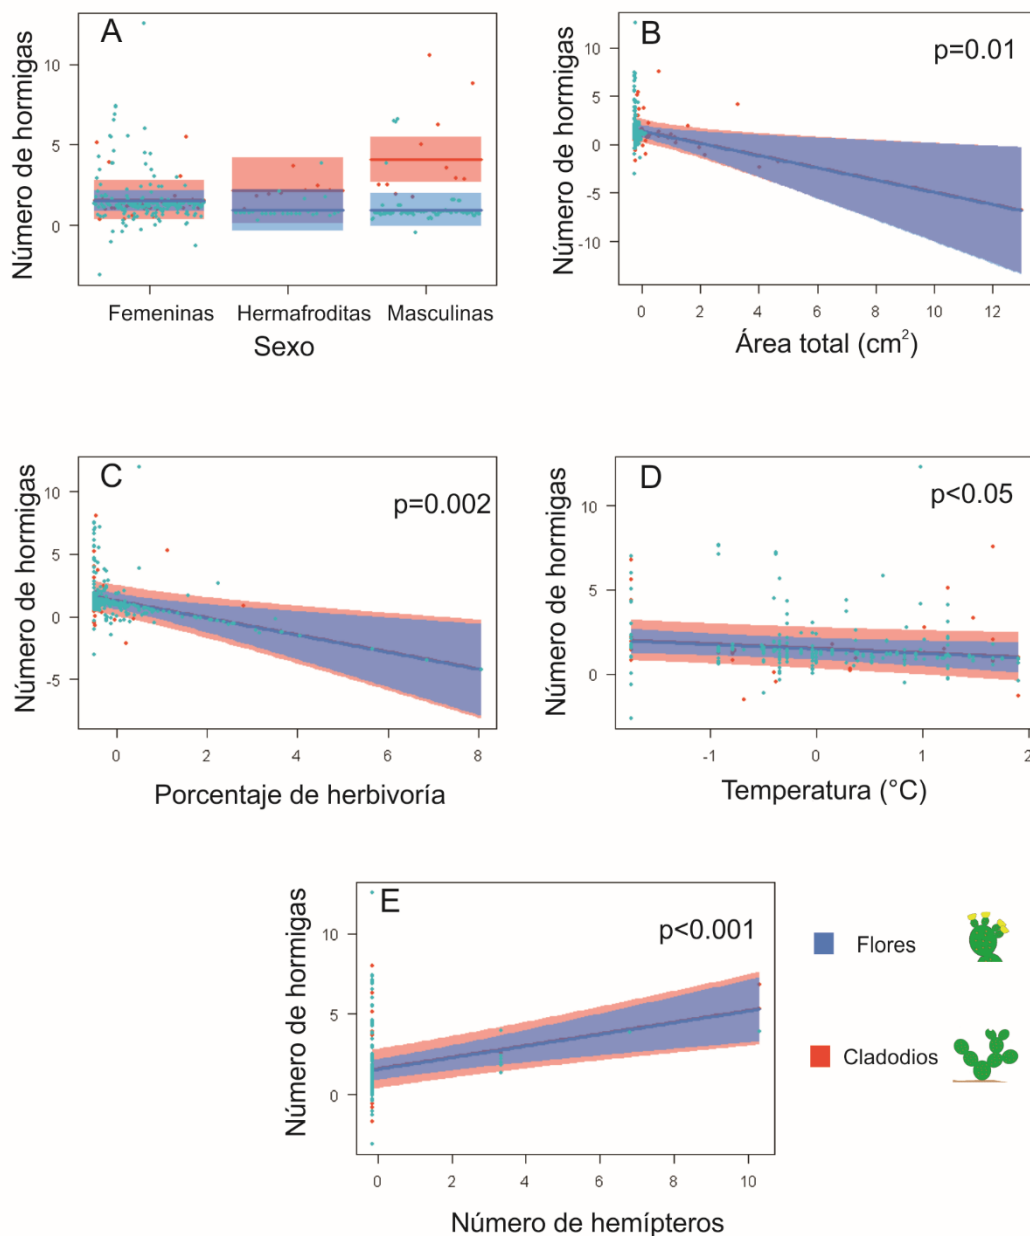 A
Número de hormigas
10
5
0
Femeninas Hermafroditas Masculinas
Sexo
B
p=0.01
Número de hormigas
10
5
0
-5
-10
0 2 4 6 8 10 12
Área total (cm²)
C
p=0.002
Número de hormigas
10
5
0
-5
0 2 4 6 8
Porcentaje de herbivoría
D
p<0.05
Número de hormigas
10
5
0
-1 0 1 2
Temperatura (°C)
E
p<0.001
Número de hormigas
10
5
0
0 2 4 6 8 10
Número de hemípteros
Flores
Cladodios